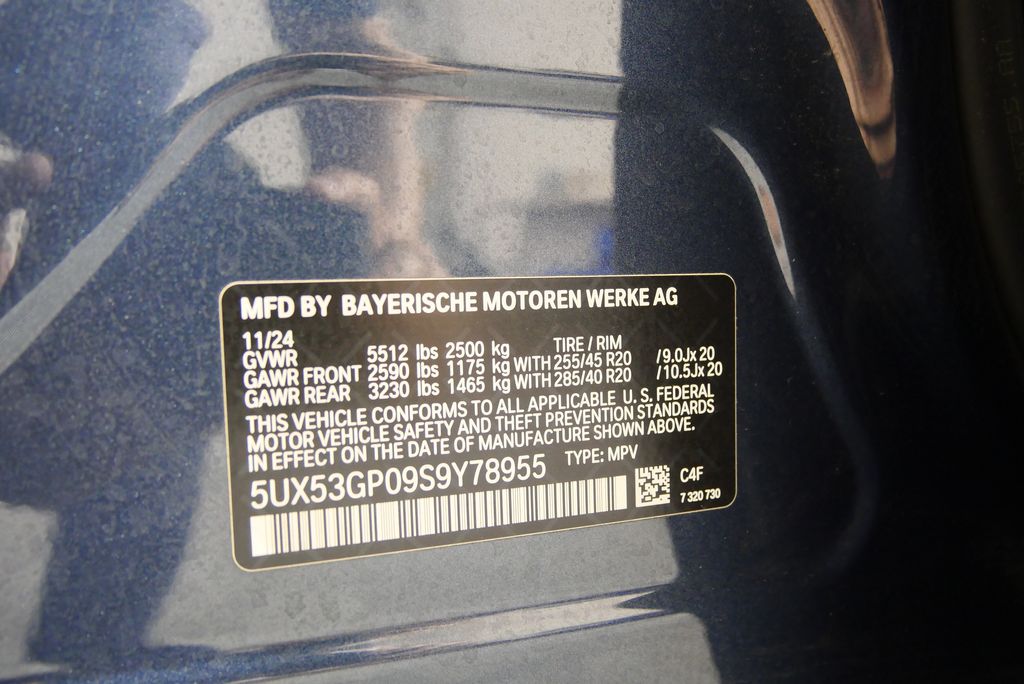 MFD BY BAYERISCHE MOTOREN WERKE AG
11/24 TIRE / RIM
GVWR 5512 lbs 2500 kg
GAWR FRONT 2590 lbs 1175 kg WITH 255/45 R20 /9.0Jx 20
GAWR REAR 3230 lbs 1465 kg WITH 285/40 R20 /10.5Jx 20
THIS VEHICLE CONFORMS TO ALL APPLICABLE U.S. FEDERAL
MOTOR VEHICLE SAFETY AND THEFT PREVENTION STANDARDS
IN EFFECT ON THE DATE OF MANUFACTURE SHOWN ABOVE.
5UX53GP09S9Y78955 TYPE: MPV
C4F
7 320 730